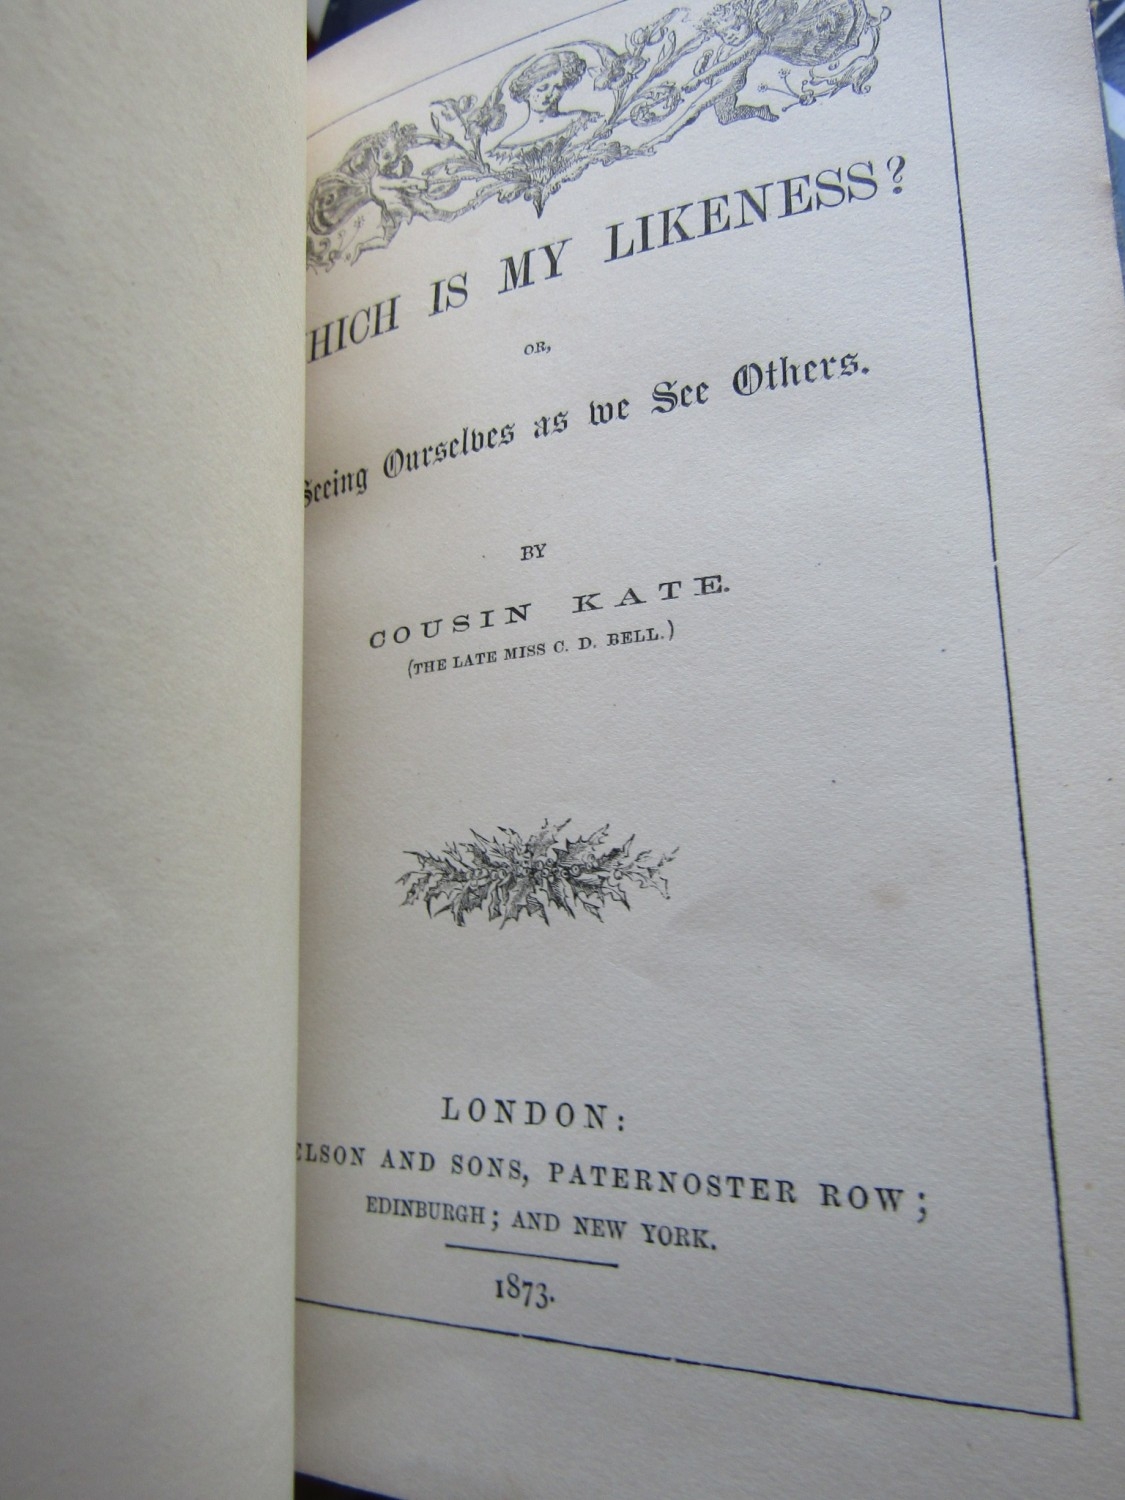 HICH IS MY LIKENESS?
OR,
Seeing Ourselves as we See Others.
BY
COUSIN KATE.
(THE LATE MISS C. D. BELL.)
LONDON:
ELSON AND SONS, PATERNOSTER ROW;
EDINBURGH; AND NEW YORK.
1873.